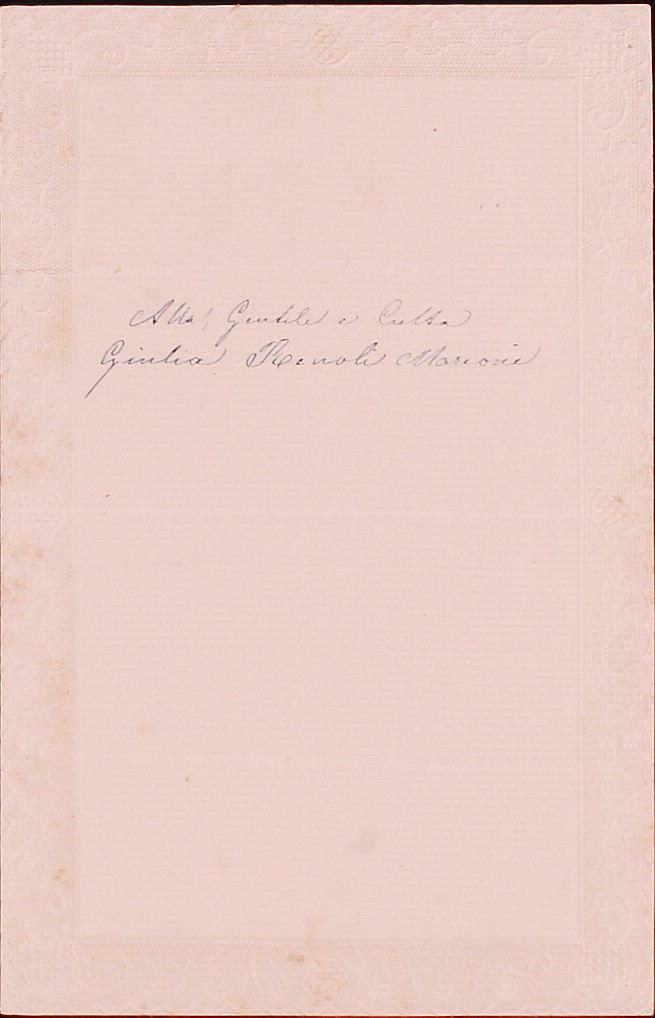 Alla Gentile e Culta
Giulia Renoli Marcone